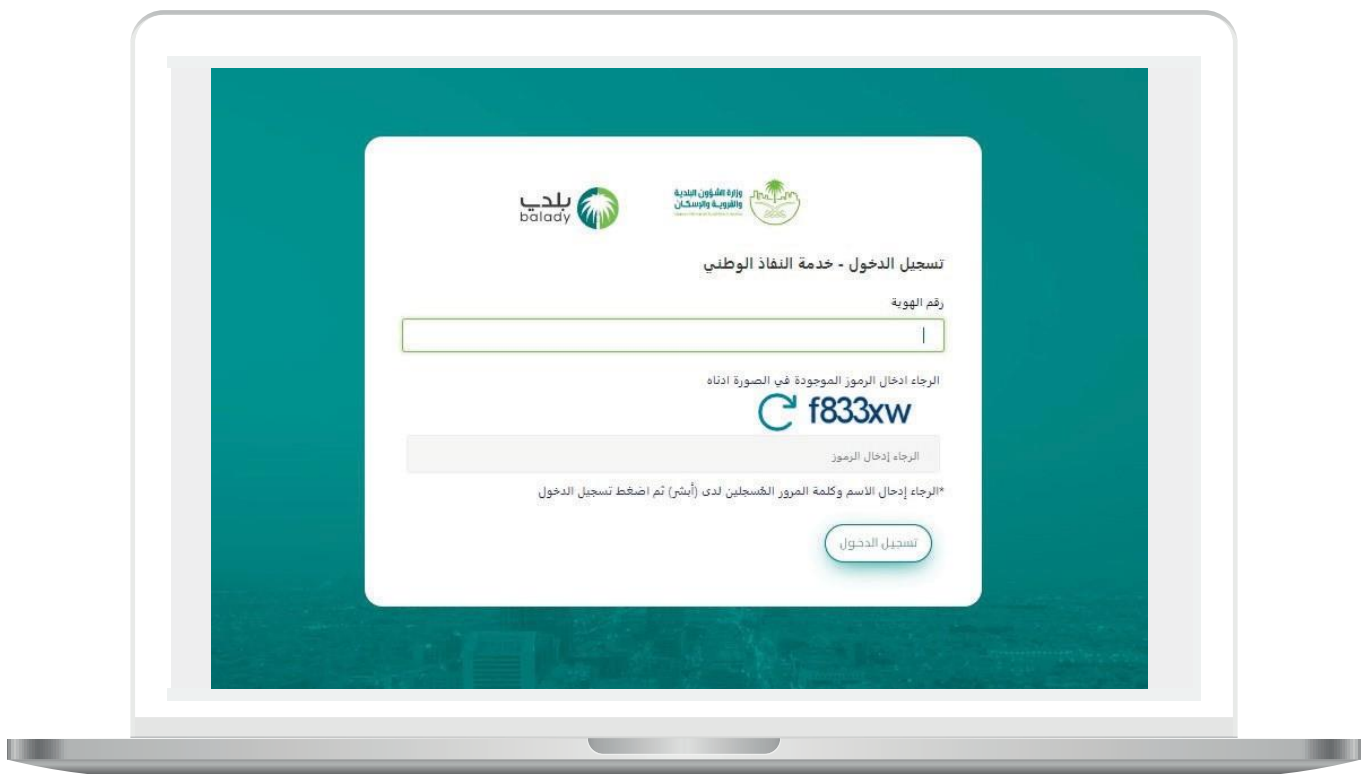 وزارة الشؤون البلدية
والقروية والإسكان
بلدي
balady
تسجيل الدخول - خدمة النفاذ الوطني
رقم الهوية
الرجاء ادخال الرموز الموجودة في الصورة ادناه
f833xw
الرجاء إدخال الرموز
*الرجاء إدخال الاسم وكلمة المرور المُسجلين لدى (أبشر) ثم اضغط تسجيل الدخول
تسجيل الدخول